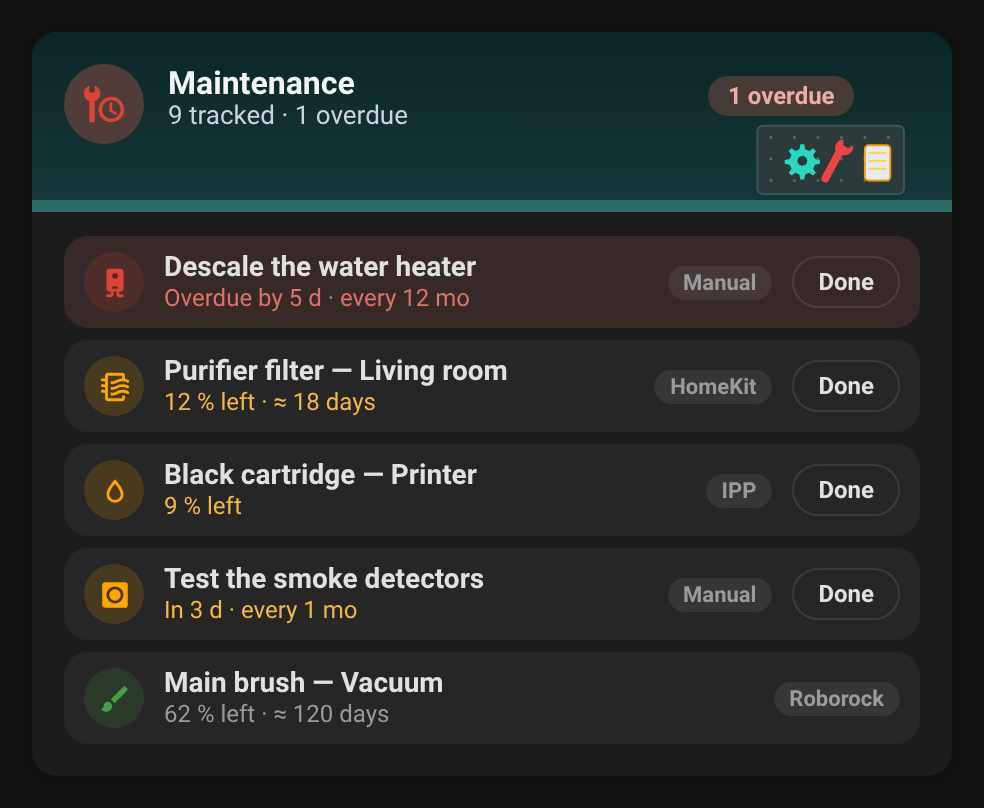 Maintenance
9 tracked · 1 overdue
1 overdue
Descale the water heater
Overdue by 5 d · every 12 mo
Manual
Done
Purifier filter — Living room
12 % left · ≈ 18 days
HomeKit
Done
Black cartridge — Printer
9 % left
IPP
Done
Test the smoke detectors
In 3 d · every 1 mo
Manual
Done
Main brush — Vacuum
62 % left · ≈ 120 days
Roborock